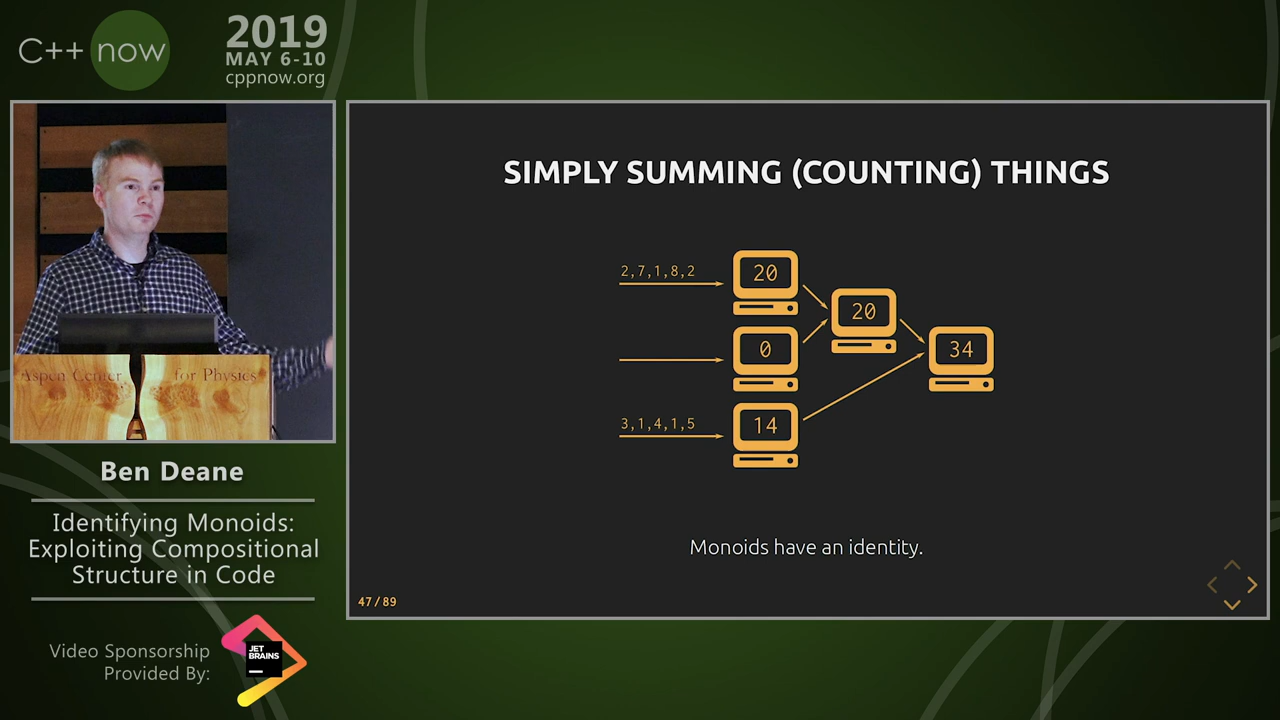 C++ now
2019
MAY 6-10
cppnow.org
SIMPLY SUMMING (COUNTING) THINGS
2,7,1,8,2
20
20
0
34
3,1,4,1,5
14
Monoids have an identity.
47 / 89
Aspen Center for Physics
Ben Deane
Identifying Monoids:
Exploiting Compositional
Structure in Code
Video Sponsorship
Provided By:
JET
BRAINS